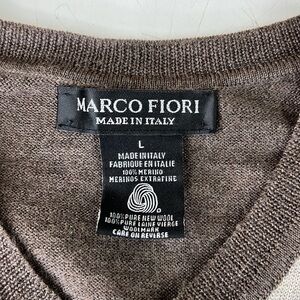 MARCO FIORI
MADE IN ITALY
L
MADE IN ITALY
FABRIQUE EN ITALIE
100% MERINO
MERINOS EXTRAFINE
100% PURE NEW WOOL
100% PURE LAINE VIERGE
WOOLMARK
CARE ON REVERSE